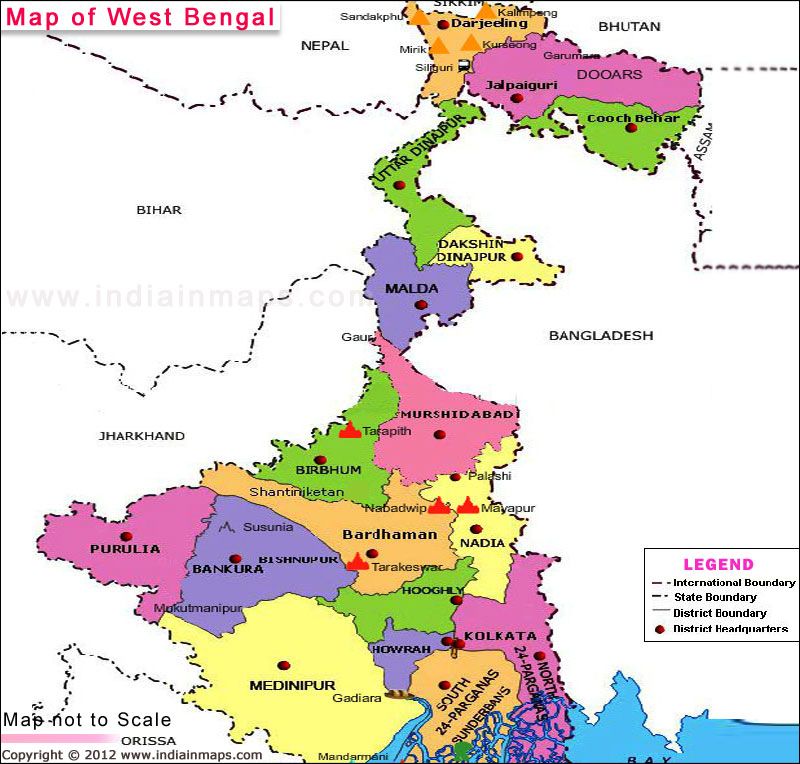 Map of West Bengal
SIKKIM
Sandakphu
Kalimpong
Darjeeling
BHUTAN
NEPAL
Mirik
Kurseong
Garumara
Siliguri
DOOARS
Jalpaiguri
Cooch Behar
ASSAM
UTTAR DINAJPUR
BIHAR
DAKSHIN
DINAJPUR
MALDA
www.indiainmaps.com
Gaur
BANGLADESH
MURSHIDABAD
Tarapith
JHARKHAND
BIRBHUM
Palashi
Shantiniketan
Nabadwip
Mayapur
Susunia
Bardhaman
NADIA
PURULIA
BISHNUPUR
BANKURA
Tarakeswar
HOOGHLY
Mukutmanipur
KOLKATA
HOWRAH
NORTH
24-PARGANAS
MEDINIPUR
SOUTH
24-PARGANAS
SUNDERBANS
Gadiara
LEGEND
International Boundary
State Boundary
District Boundary
District Headquarters
Map not to Scale
ORISSA
Copyright © 2012 www.indiainmaps.com
Mandarmani
BAY